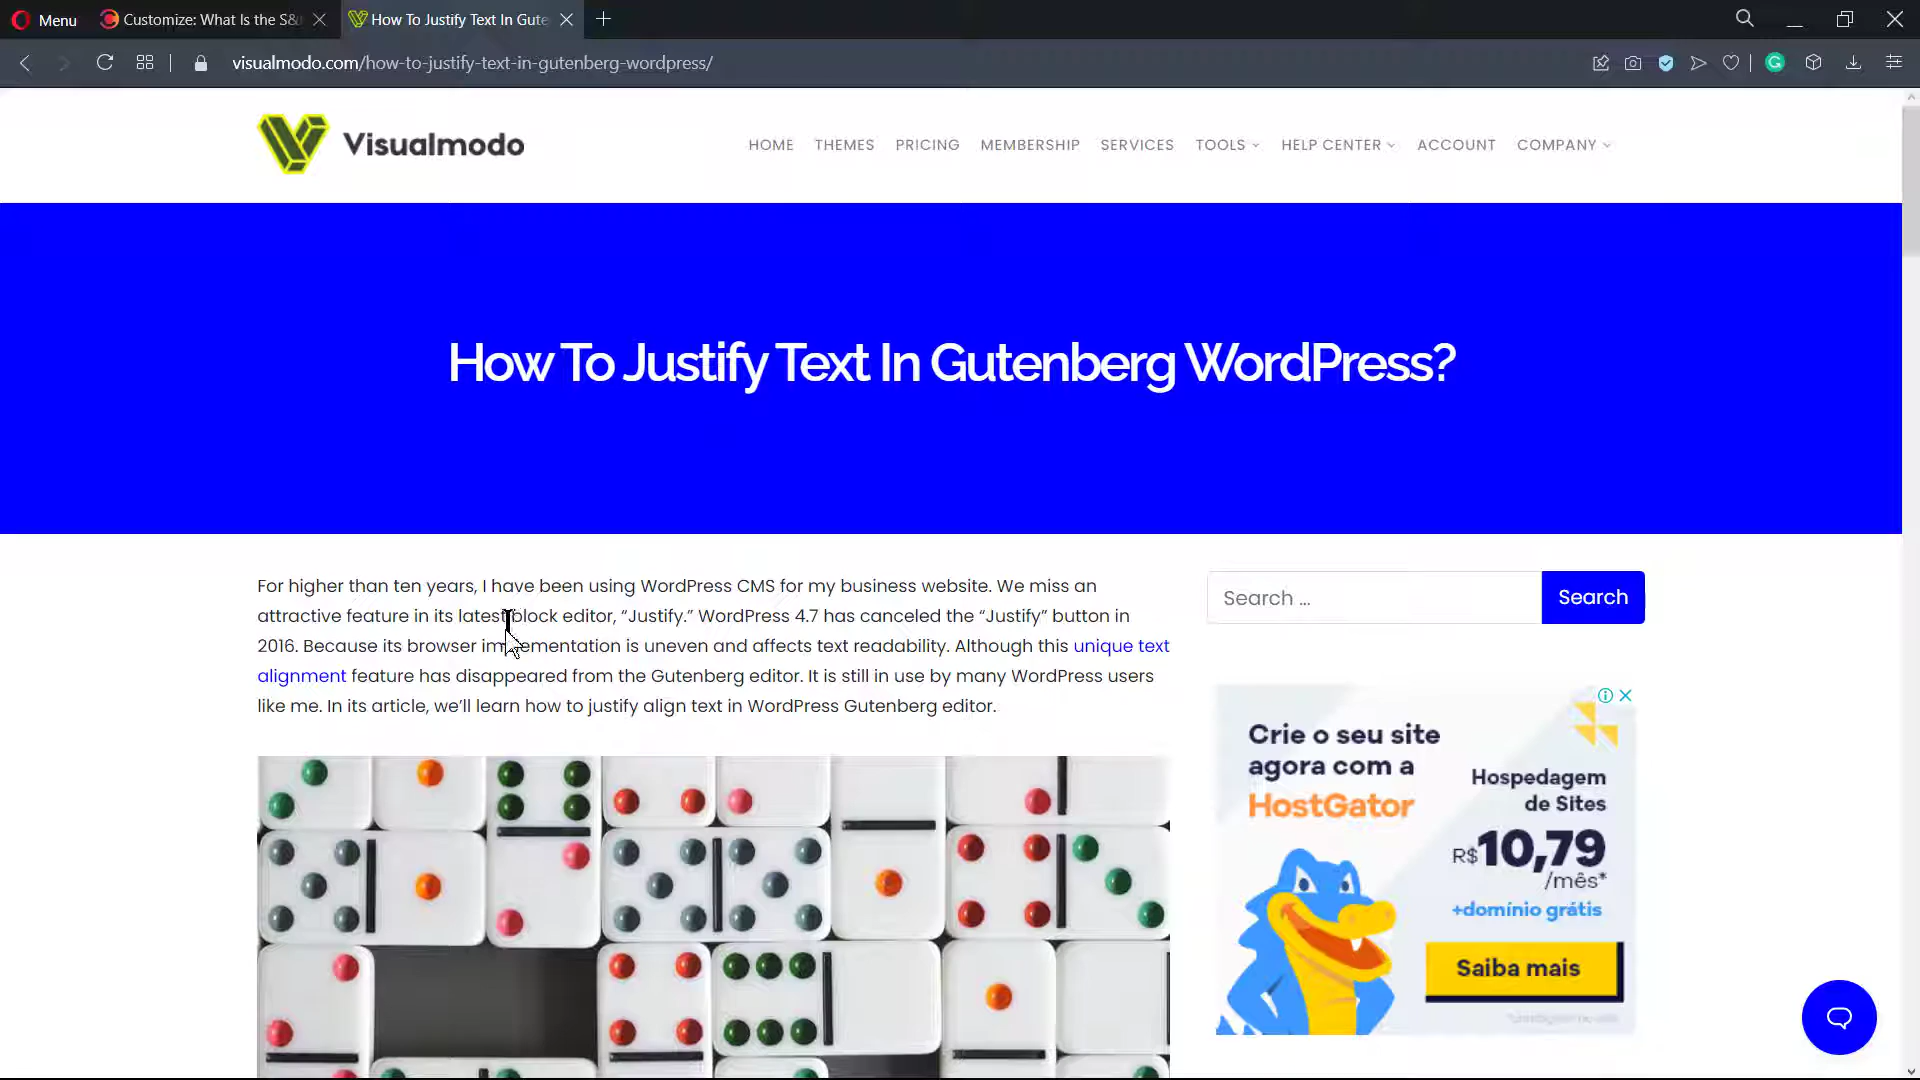 Menu
Customize: What Is the S&
How To Justify Text In Gute
visualmodo.com/how-to-justify-text-in-gutenberg-wordpress/
Visualmodo
HOME THEMES PRICING MEMBERSHIP SERVICES TOOLS HELP CENTER ACCOUNT COMPANY
How To Justify Text In Gutenberg WordPress?
For higher than ten years, I have been using WordPress CMS for my business website. We miss an
attractive feature in its latest block editor, “Justify.” WordPress 4.7 has canceled the “Justify” button in
2016. Because its browser implementation is uneven and affects text readability. Although this unique text
alignment feature has disappeared from the Gutenberg editor. It is still in use by many WordPress users
like me. In its article, we’ll learn how to justify align text in WordPress Gutenberg editor.
Search ...
Search
Crie o seu site
agora com a
HostGator
Hospedagem
de Sites
R$10,79
/mês*
+domínio grátis
Saiba mais